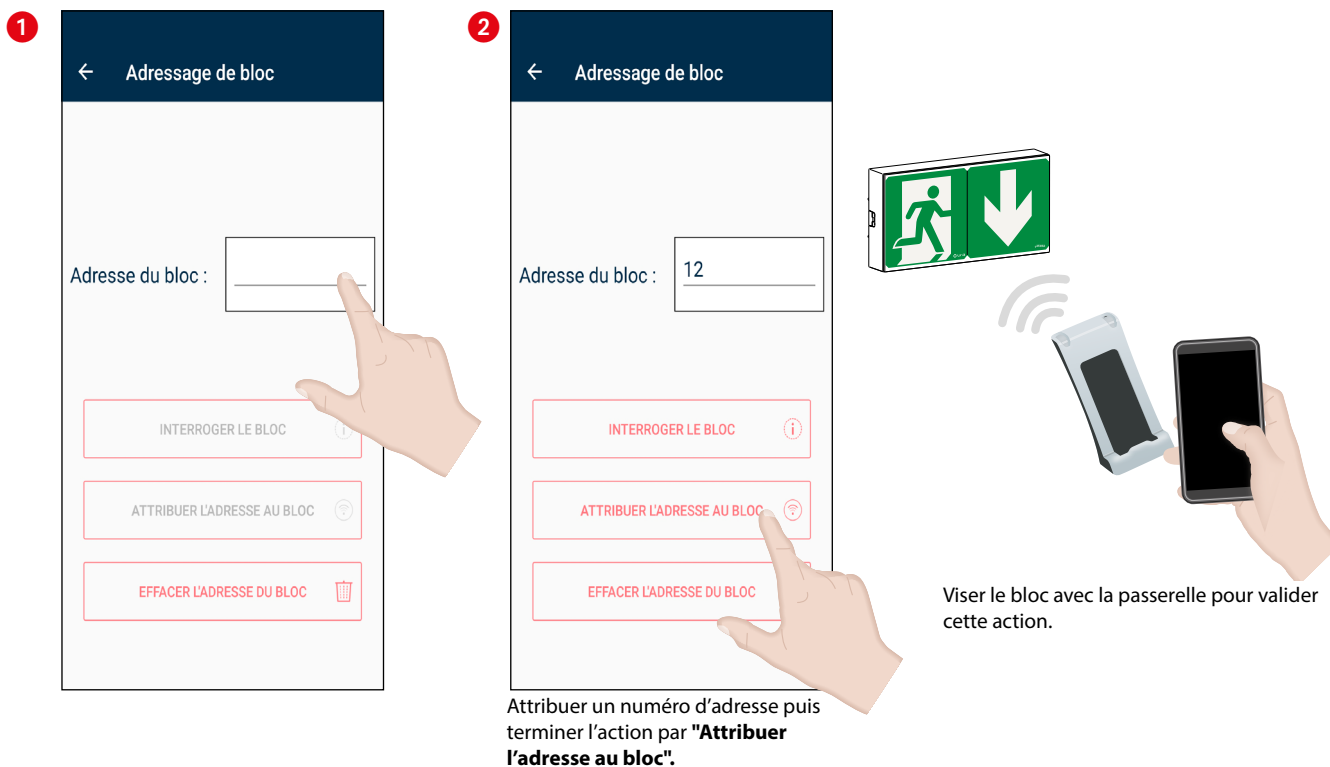 1
Adressage de bloc
Adresse du bloc :
INTERROGER LE BLOC
ATTRIBUER L'ADRESSE AU BLOC
EFFACER L'ADRESSE DU BLOC
2
Adressage de bloc
Adresse du bloc :
12
INTERROGER LE BLOC
ATTRIBUER L'ADRESSE AU BLOC
EFFACER L'ADRESSE DU BLOC
Attribuer un numéro d’adresse puis
terminer l’action par "Attribuer
l’adresse au bloc".
Viser le bloc avec la passerelle pour valider
cette action.